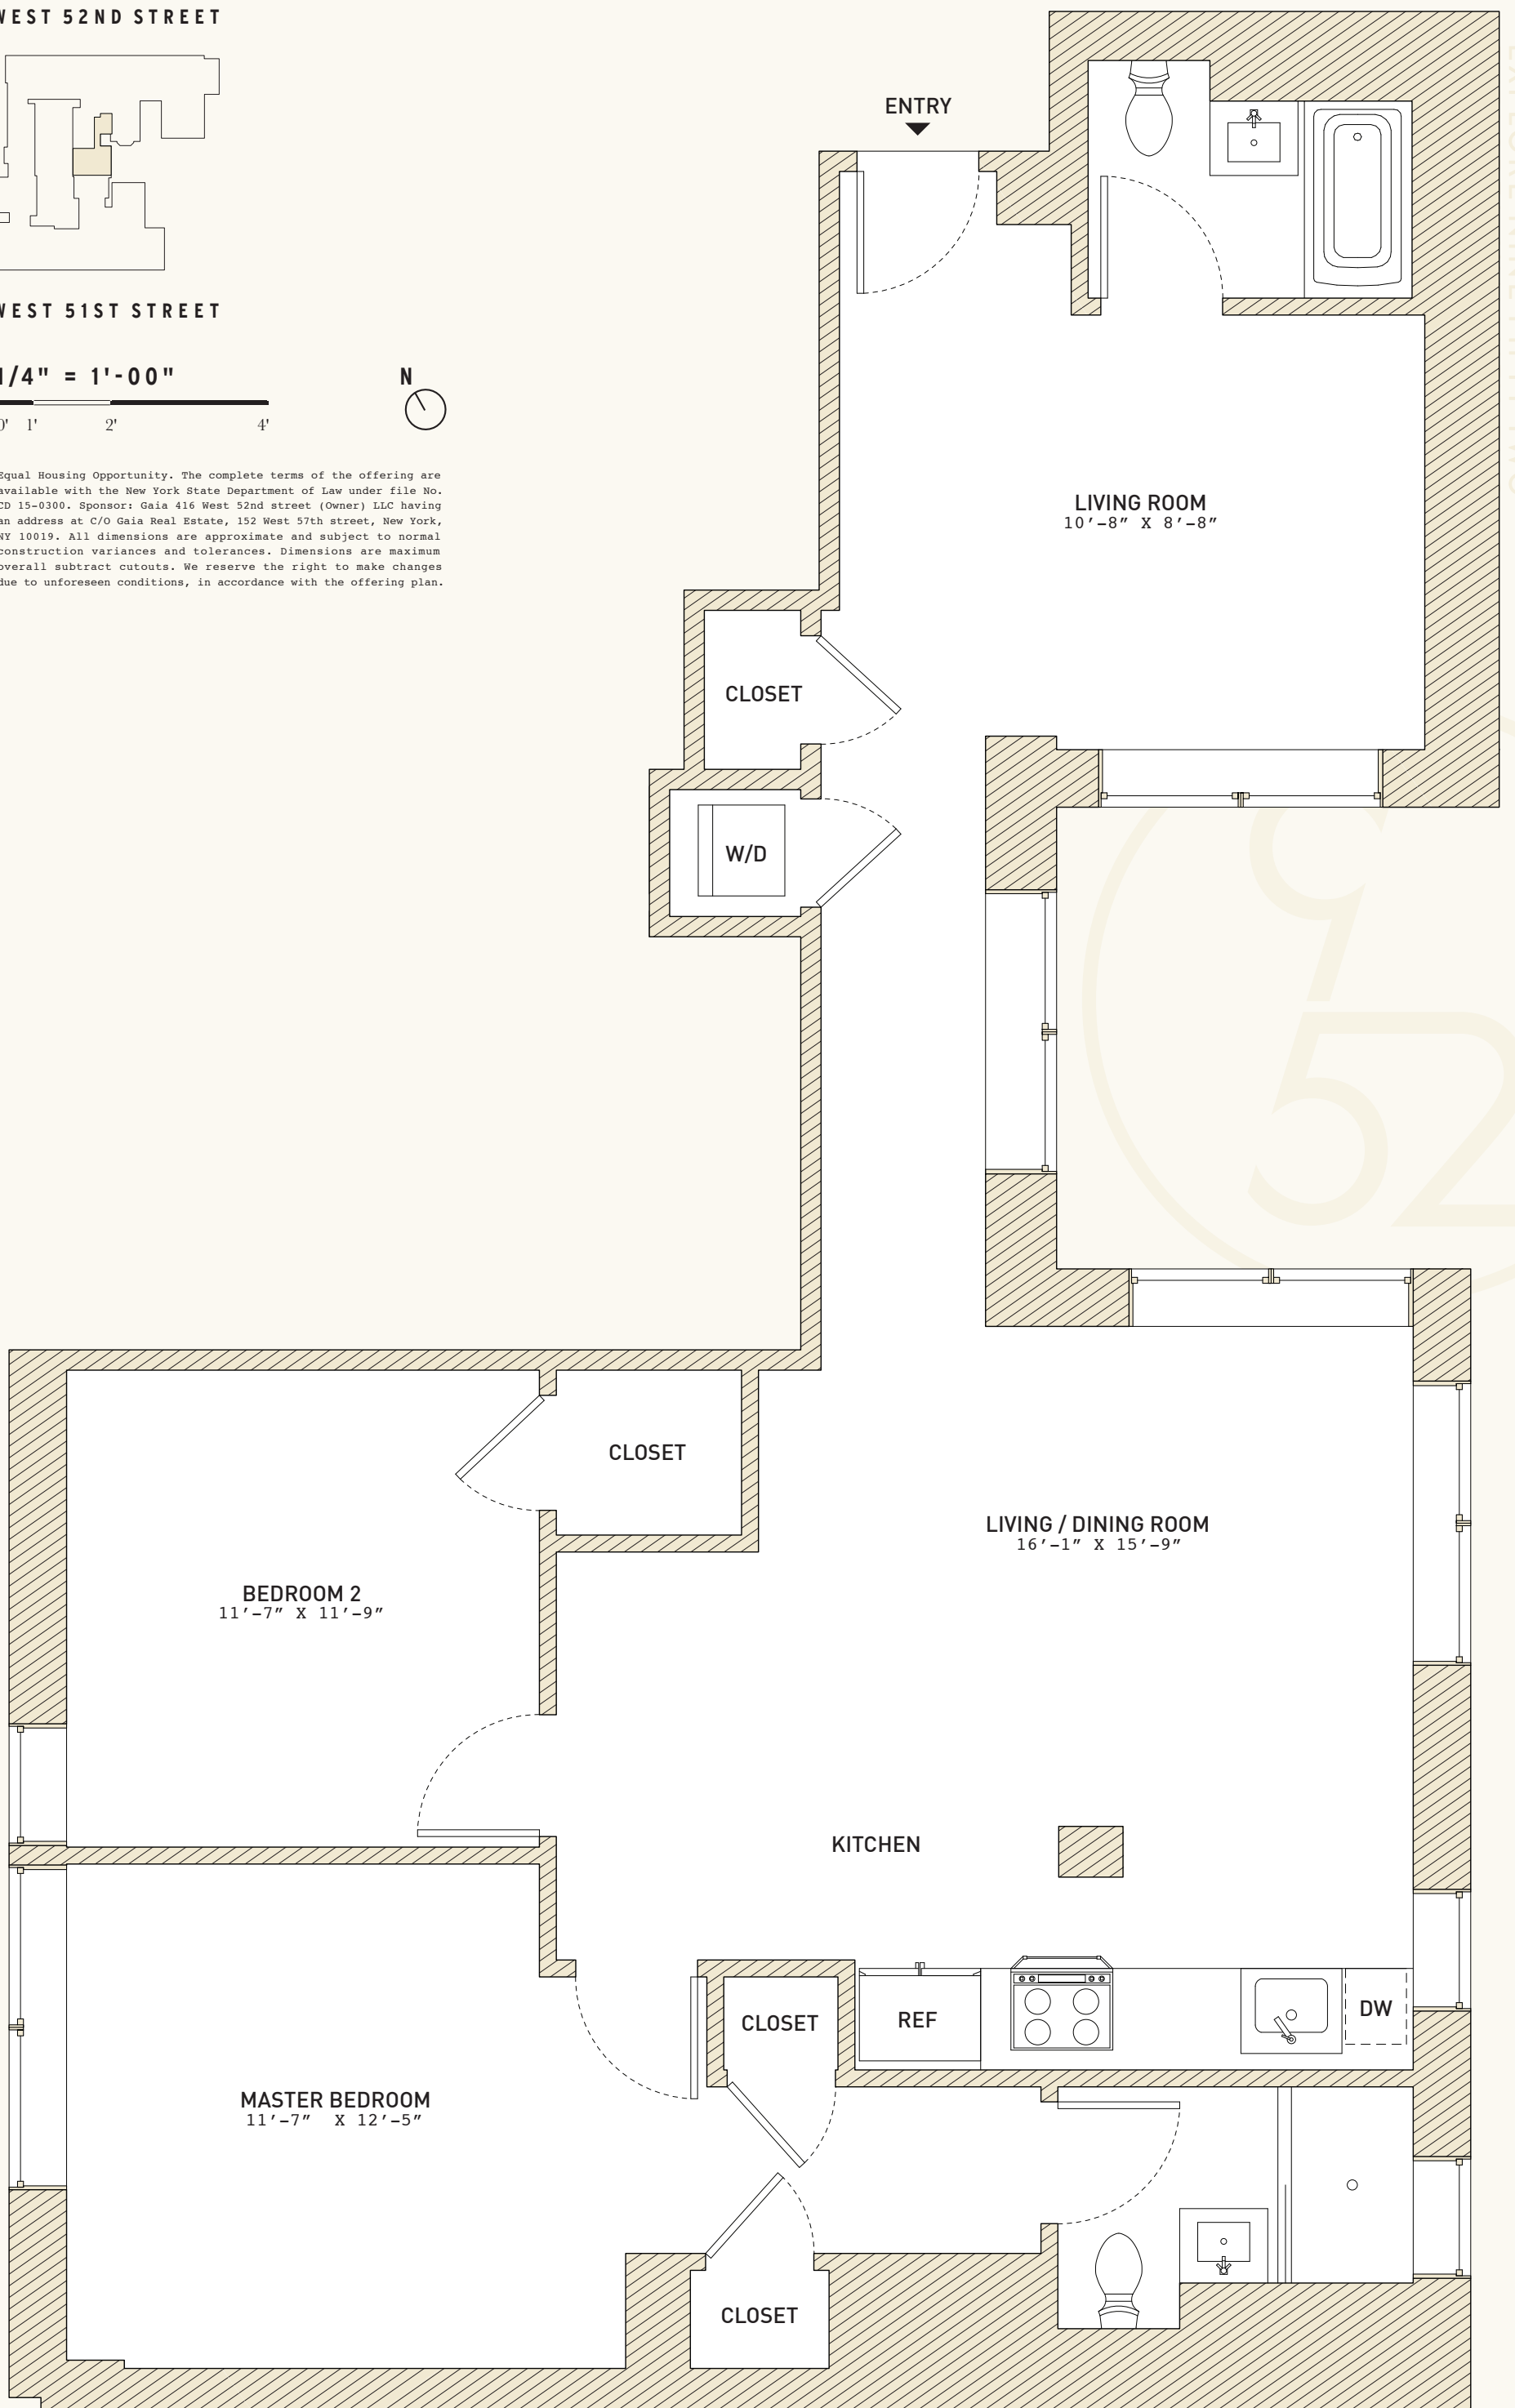 WEST 52ND STREET
WEST 51ST STREET
1/4" = 1'-00"
0' 1' 2' 4'
N
Equal Housing Opportunity. The complete terms of the offering are
available with the New York State Department of Law under file No.
CD 15-0300. Sponsor: Gaia 416 West 52nd street (Owner) LLC having
an address at C/O Gaia Real Estate, 152 West 57th street, New York,
NY 10019. All dimensions are approximate and subject to normal
construction variances and tolerances. Dimensions are maximum
overall subtract cutouts. We reserve the right to make changes
due to unforeseen conditions, in accordance with the offering plan.
ENTRY
LIVING ROOM
10'-8" X 8'-8"
CLOSET
W/D
52
CLOSET
LIVING / DINING ROOM
16'-1" X 15'-9"
BEDROOM 2
11'-7" X 11'-9"
KITCHEN
CLOSET
REF
DW
MASTER BEDROOM
11'-7" X 12'-5"
CLOSET